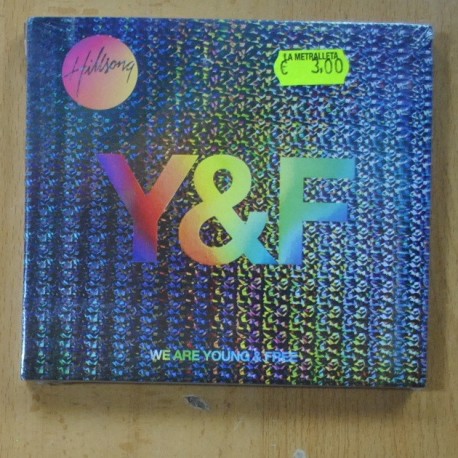 Hillsong
LA METRALLETA
€ 3,00
Y&F
WE ARE YOUNG & FREE